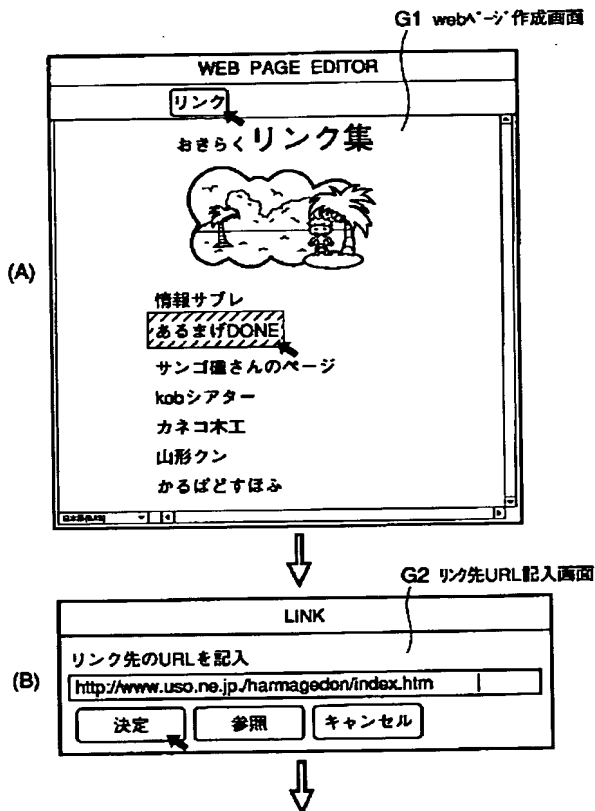 G1 webページ作成画面
WEB PAGE EDITOR
リンク
おきらくリンク集
(A)
情報サブレ
あるまげDONE
サンゴ礁さんのページ
kobシアター
カネコ木工
山形クン
かるぱどすほふ
G2 リンク先URL記入画面
LINK
(B)
リンク先のURLを記入
http://www.uso.ne.jp./harmagedon/index.htm
決定 参照 キャンセル